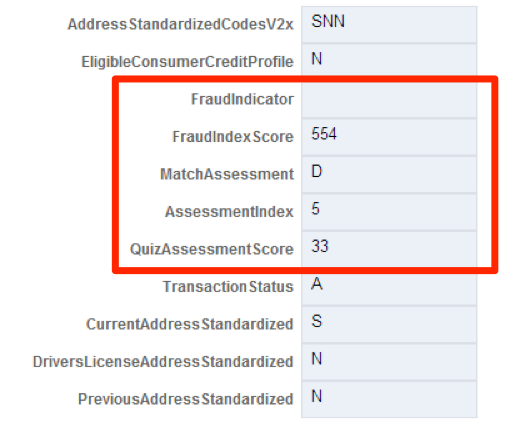 AddressStandardizedCodesV2x SNN
EligibleConsumerCreditProfile N
FraudIndicator
FraudIndexScore 554
MatchAssessment D
AssessmentIndex 5
QuizAssessmentScore 33
TransactionStatus A
CurrentAddressStandardized S
DriversLicenseAddressStandardized N
PreviousAddressStandardized N